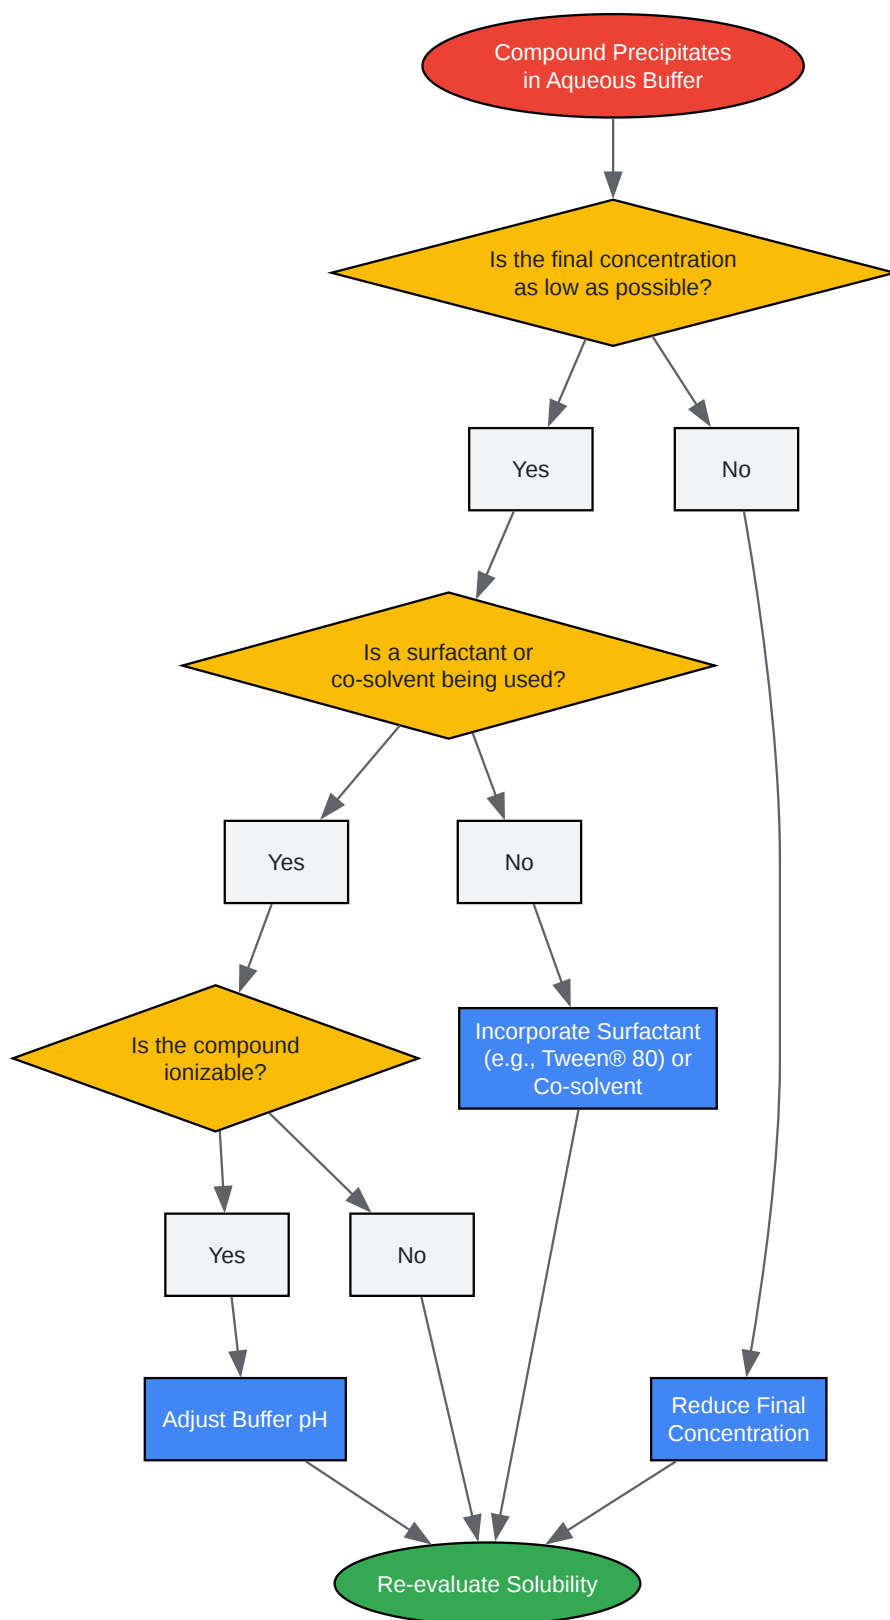 Compound Precipitates
in Aqueous Buffer
Is the final concentration
as low as possible?
Yes
No
Is a surfactant or
co-solvent being used?
Yes
No
Is the compound
ionizable?
Incorporate Surfactant
(e.g., Tween® 80) or
Co-solvent
Yes
No
Adjust Buffer pH
Reduce Final
Concentration
Re-evaluate Solubility